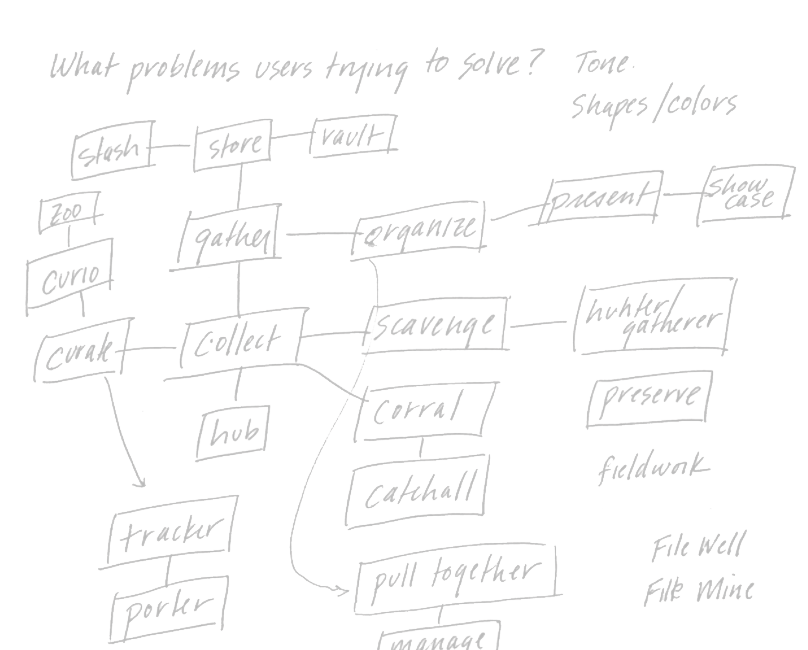 What problems users trying to solve? Tone.
Shapes/colors
stash
store
vault
zoo
gather
organize
present
show
case
curio
curate
collect
scavenge
hunter/
gatherer
hub
corral
preserve
catchall
fieldwork
tracker
pull together
File Well
File Mine
porter
manage